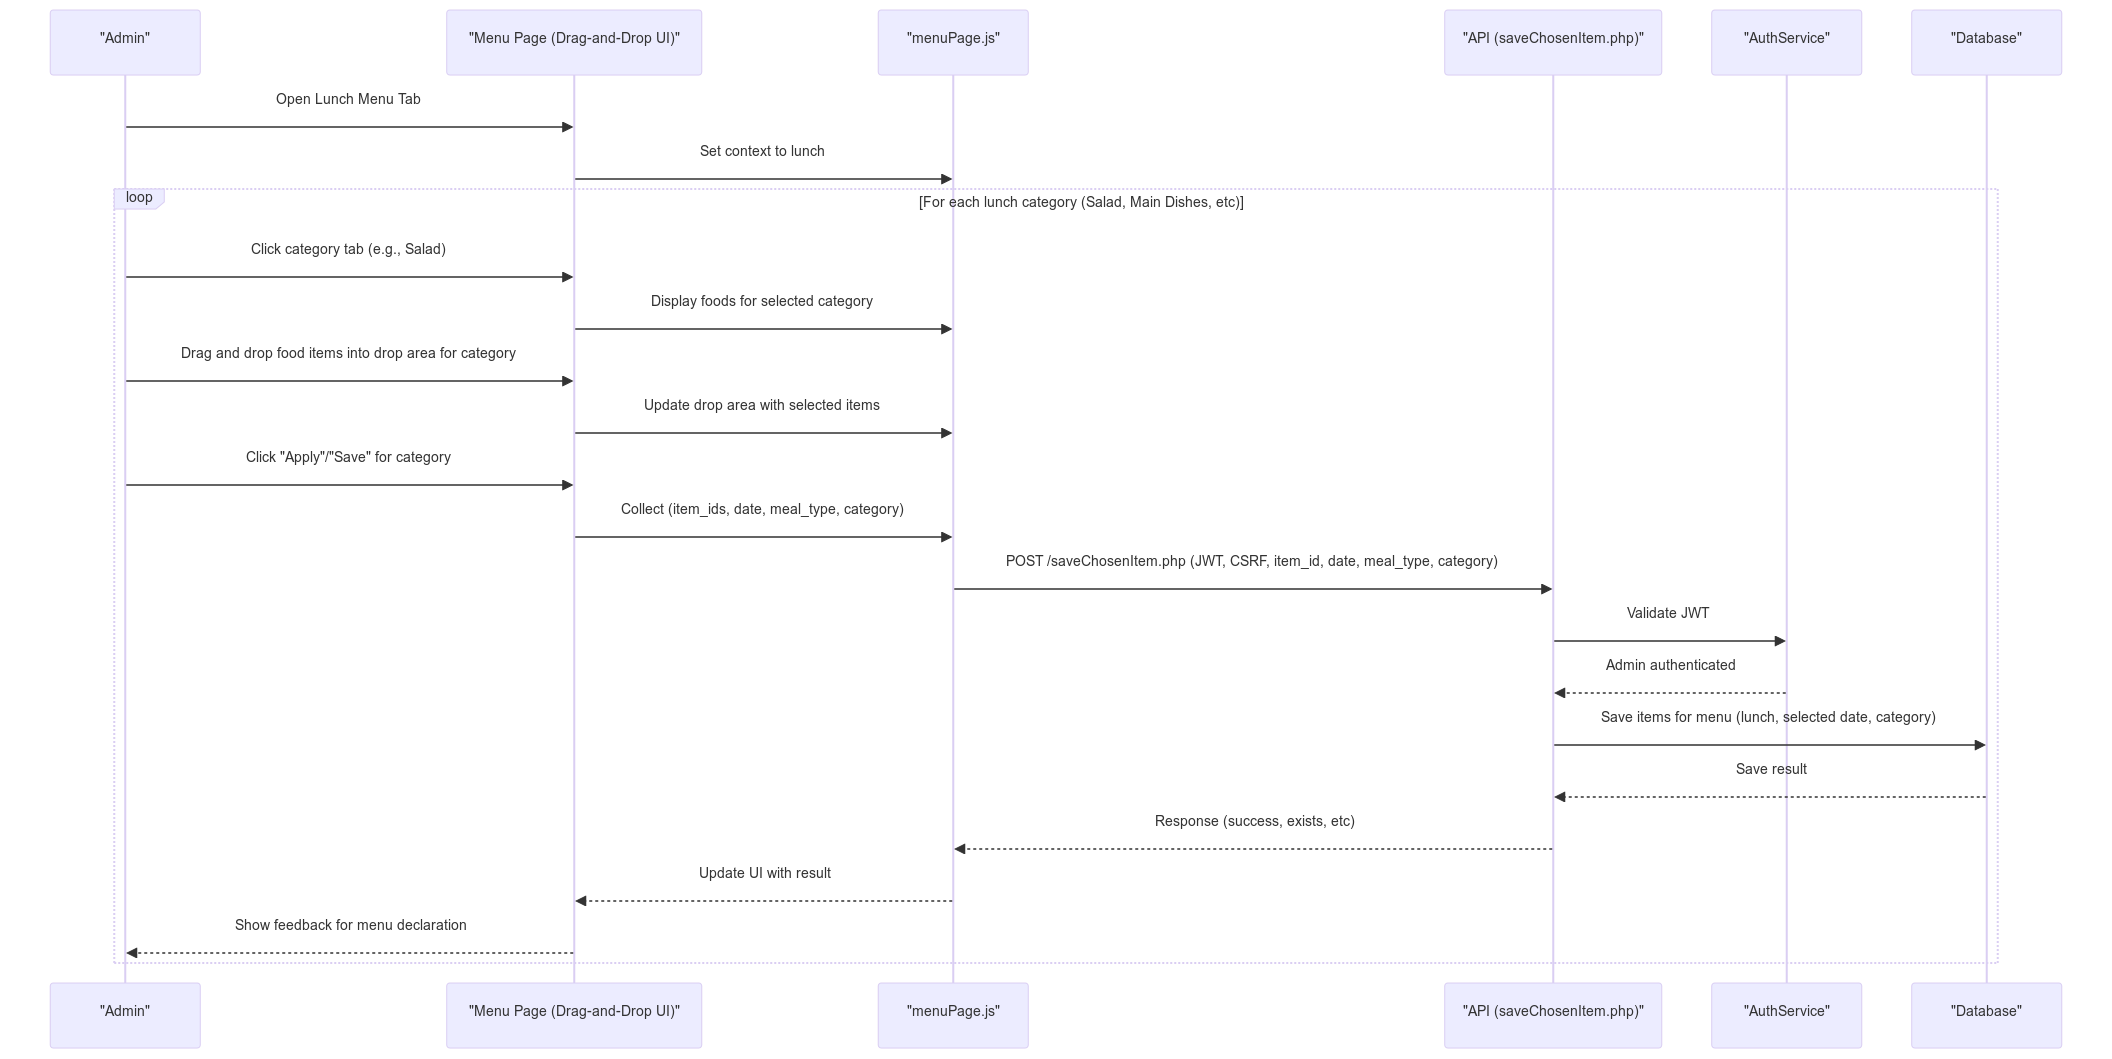 "Admin"
"Menu Page (Drag-and-Drop UI)"
"menuPage.js"
"API (saveChosenItem.php)"
"AuthService"
"Database"
Open Lunch Menu Tab
Set context to lunch
loop
[For each lunch category (Salad, Main Dishes, etc)]
Click category tab (e.g., Salad)
Display foods for selected category
Drag and drop food items into drop area for category
Update drop area with selected items
Click "Apply"/"Save" for category
Collect (item_ids, date, meal_type, category)
POST /saveChosenItem.php (JWT, CSRF, item_id, date, meal_type, category)
Validate JWT
Admin authenticated
Save items for menu (lunch, selected date, category)
Save result
Response (success, exists, etc)
Update UI with result
Show feedback for menu declaration
"Admin"
"Menu Page (Drag-and-Drop UI)"
"menuPage.js"
"API (saveChosenItem.php)"
"AuthService"
"Database"